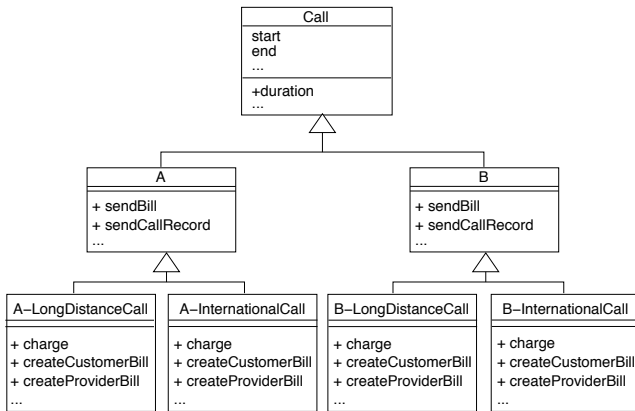 Call
start
end
...
+duration
...
A
+ sendBill
+ sendCallRecord
...
B
+ sendBill
+ sendCallRecord
...
A–LongDistanceCall
+ charge
+ createCustomerBill
+ createProviderBill
...
A–InternationalCall
+ charge
+ createCustomerBill
+ createProviderBill
...
B–LongDistanceCall
+ charge
+ createCustomerBill
+ createProviderBill
...
B–InternationalCall
+ charge
+ createCustomerBill
+ createProviderBill
...